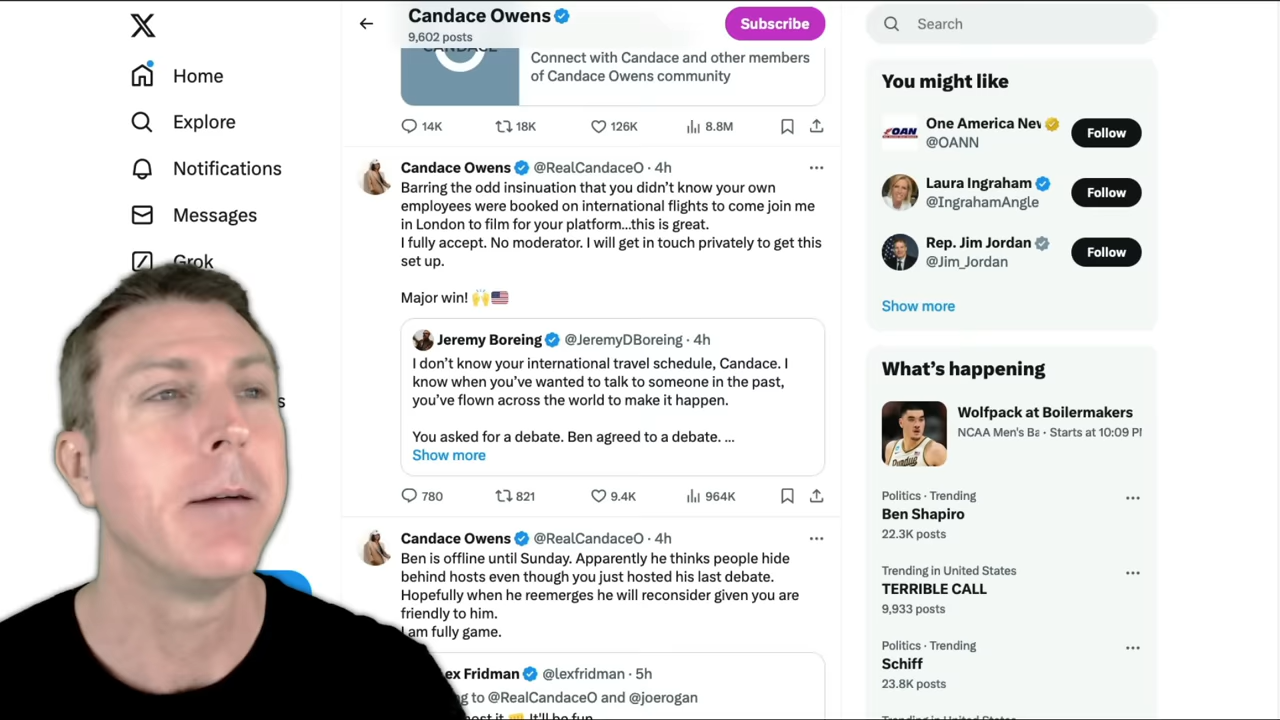 Home
Explore
Notifications
Messages
Grok
Candace Owens
9,602 posts
Subscribe
CANDACE
Connect with Candace and other members
of Candace Owens community
14K 18K 126K 8.8M
Candace Owens @RealCandaceO · 4h
Barring the odd insinuation that you didn't know your own
employees were booked on international flights to come join me
in London to film for your platform...this is great.
I fully accept. No moderator. I will get in touch privately to get this
set up.
Major win! 🙌🇺🇸
Jeremy Boreing @JeremyDBoreing · 4h
I don't know your international travel schedule, Candace. I
know when you've wanted to talk to someone in the past,
you've flown across the world to make it happen.
You asked for a debate. Ben agreed to a debate. ...
Show more
780 821 9.4K 964K
Candace Owens @RealCandaceO · 4h
Ben is offline until Sunday. Apparently he thinks people hide
behind hosts even though you just hosted his last debate.
Hopefully when he reemerges he will reconsider given you are
friendly to him.
I am fully game.
ex Fridman @lexfridman · 5h
to @RealCandaceO and @joerogan
host it 👊 It'll be fun
Search
You might like
OAN
One America Nev
@OANN
Follow
Laura Ingraham
@IngrahamAngle
Follow
Rep. Jim Jordan
@Jim_Jordan
Follow
Show more
What's happening
Wolfpack at Boilermakers
NCAA Men's Ba · Starts at 10:09 PM
Politics · Trending
Ben Shapiro
22.3K posts
Trending in United States
TERRIBLE CALL
9,933 posts
Politics · Trending
Schiff
23.8K posts